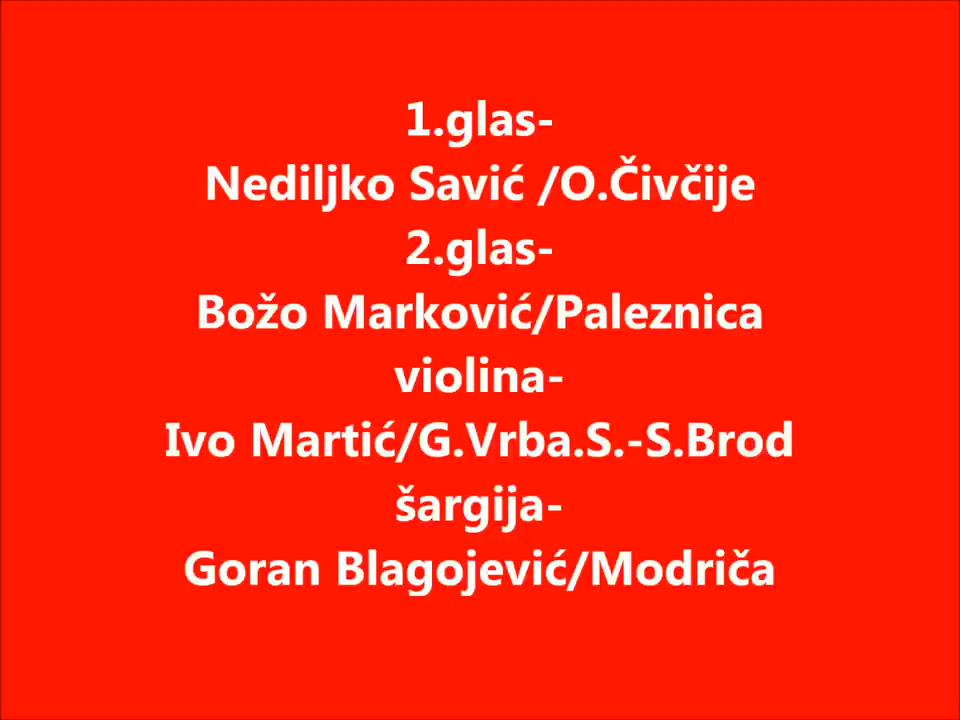 1.glas-
Nediljko Savić /O.Čivčije
2.glas-
Božo Marković/Paleznica
violina-
Ivo Martić/G.Vrba.S.-S.Brod
šargija-
Goran Blagojević/Modriča